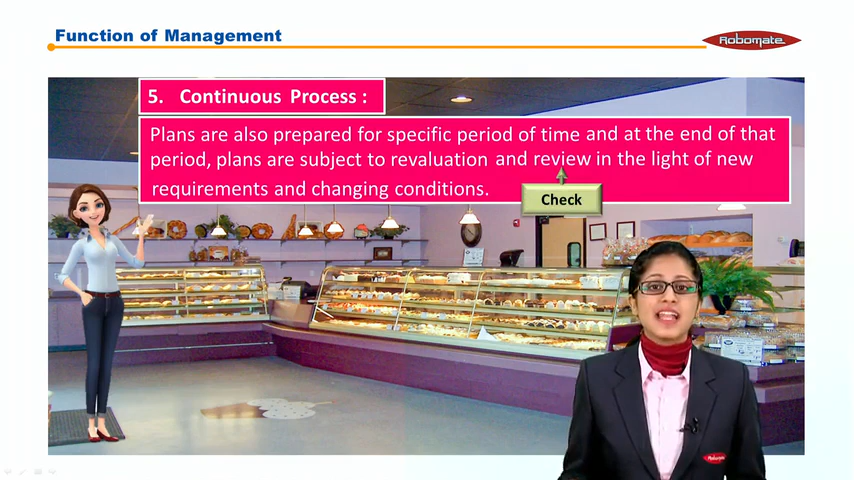 Function of Management
Robomate
5. Continuous Process :
Plans are also prepared for specific period of time and at the end of that
period, plans are subject to revaluation and review in the light of new
requirements and changing conditions.
Check
Robomate